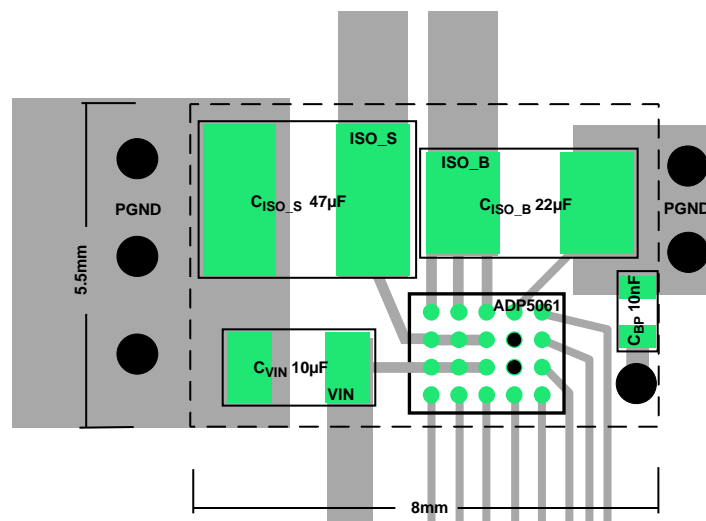 ISO_S
ISO_B
CISO_S 47µF
CISO_B 22µF
PGND
PGND
5.5mm
ADP5061
CBP 10nF
CVIN 10µF
VIN
8mm